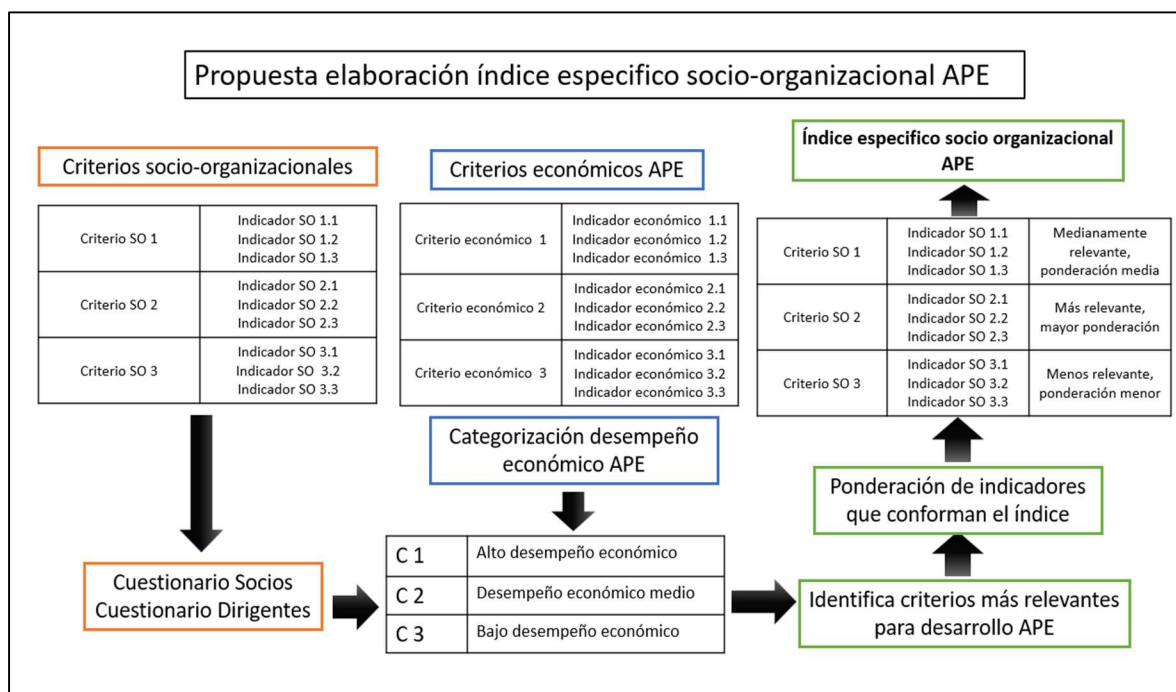 Propuesta elaboración índice especifico socio-organizacional APE
Criterios socio-organizacionales
Criterio SO 1
Indicador SO 1.1
Indicador SO 1.2
Indicador SO 1.3
Criterio SO 2
Indicador SO 2.1
Indicador SO 2.2
Indicador SO 2.3
Criterio SO 3
Indicador SO 3.1
Indicador SO 3.2
Indicador SO 3.3
Cuestionario Socios
Cuestionario Dirigentes
Criterios económicos APE
Criterio económico 1
Indicador económico 1.1
Indicador económico 1.2
Indicador económico 1.3
Criterio económico 2
Indicador económico 2.1
Indicador económico 2.2
Indicador económico 2.3
Criterio económico 3
Indicador económico 3.1
Indicador económico 3.2
Indicador económico 3.3
Categorización desempeño
económico APE
C 1 Alto desempeño económico
C 2 Desempeño económico medio
C 3 Bajo desempeño económico
Índice especifico socio organizacional
APE
Criterio SO 1
Indicador SO 1.1
Indicador SO 1.2
Indicador SO 1.3
Medianamente
relevante,
ponderación media
Criterio SO 2
Indicador SO 2.1
Indicador SO 2.2
Indicador SO 2.3
Más relevante,
mayor ponderación
Criterio SO 3
Indicador SO 3.1
Indicador SO 3.2
Indicador SO 3.3
Menos relevante,
ponderación menor
Ponderación de indicadores
que conforman el índice
Identifica criterios más relevantes
para desarrollo APE